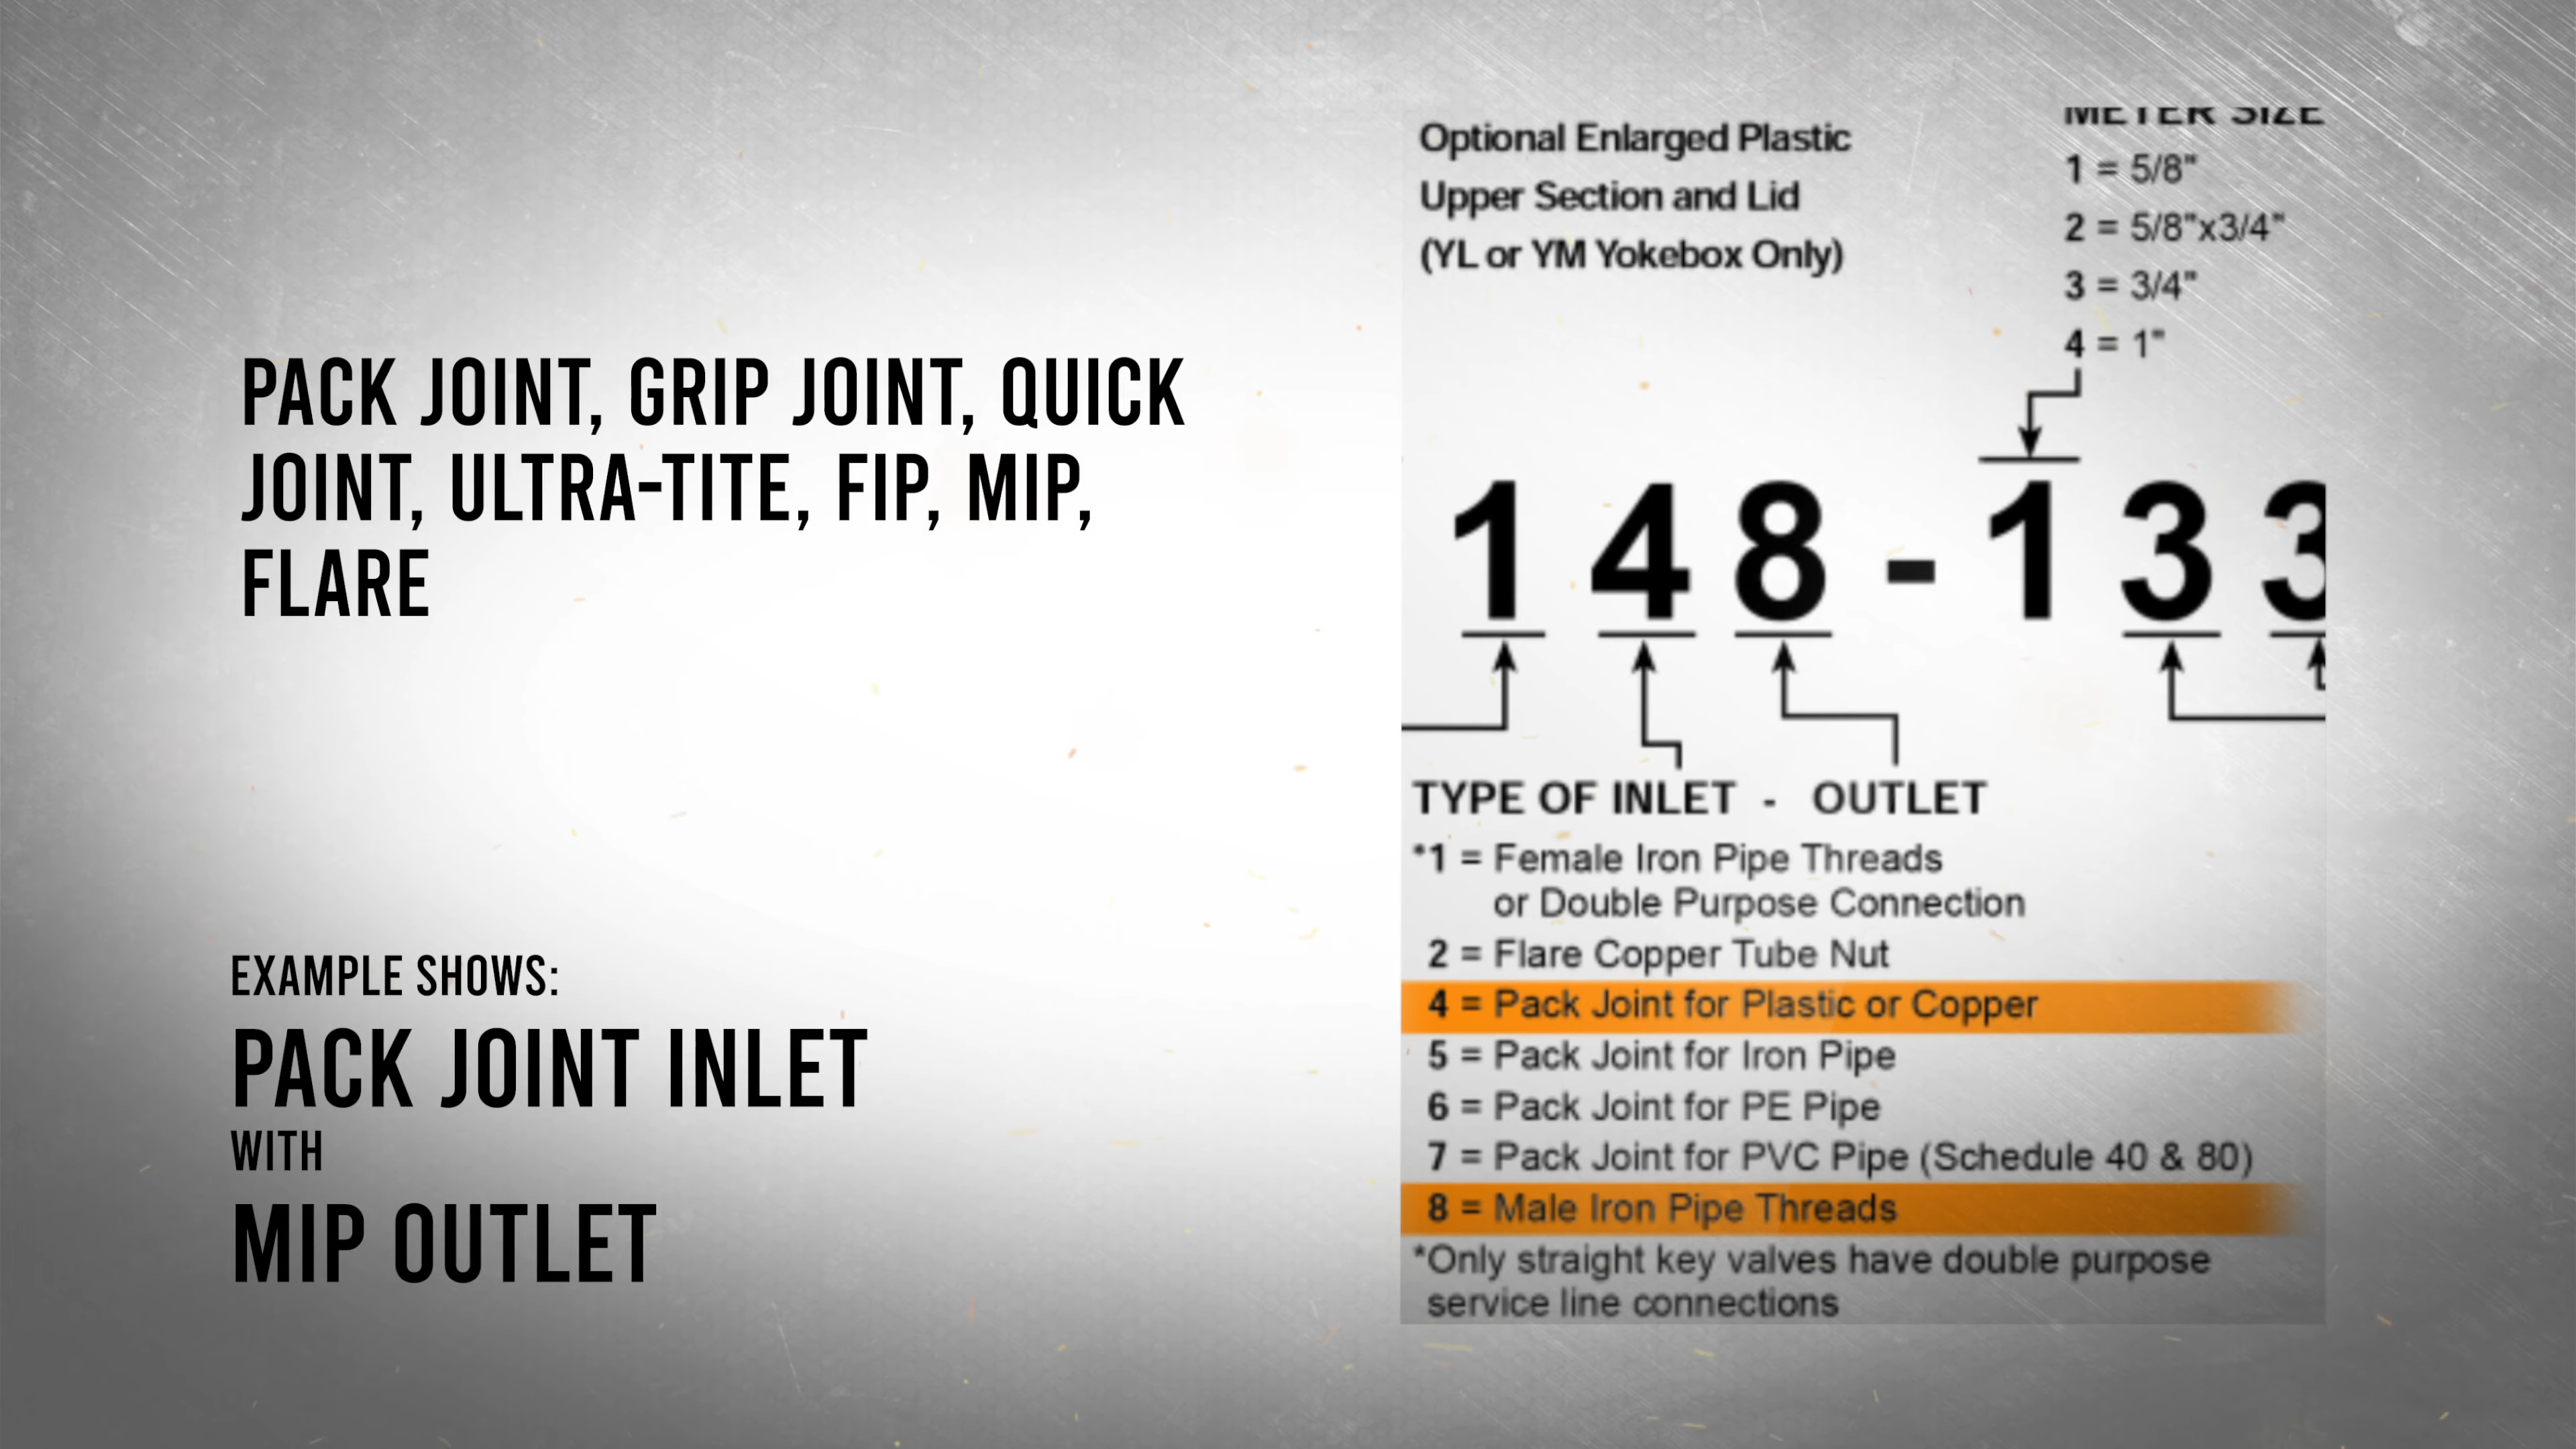 PACK JOINT, GRIP JOINT, QUICK
JOINT, ULTRA-TITE, FIP, MIP,
FLARE
EXAMPLE SHOWS:
PACK JOINT INLET
WITH
MIP OUTLET
Optional Enlarged Plastic
Upper Section and Lid
(YL or YM Yokebox Only)
METER SIZE
1 = 5/8"
2 = 5/8"x3/4"
3 = 3/4"
4 = 1"
148-133
TYPE OF INLET - OUTLET
*1 = Female Iron Pipe Threads
or Double Purpose Connection
2 = Flare Copper Tube Nut
4 = Pack Joint for Plastic or Copper
5 = Pack Joint for Iron Pipe
6 = Pack Joint for PE Pipe
7 = Pack Joint for PVC Pipe (Schedule 40 & 80)
8 = Male Iron Pipe Threads
*Only straight key valves have double purpose
service line connections